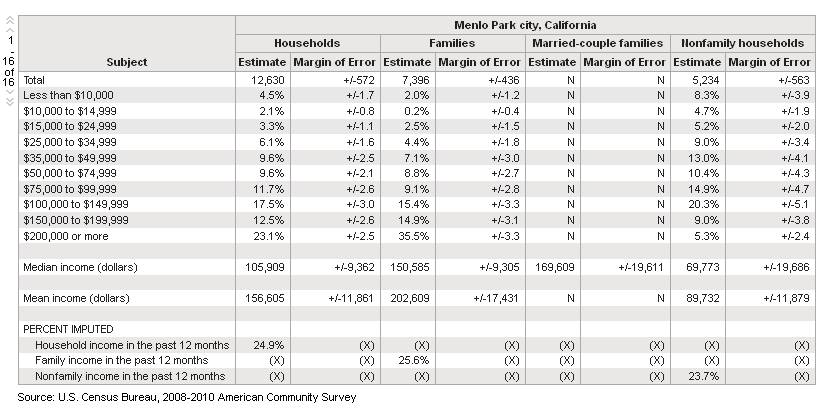 Menlo Park city, California
Households Families Married-couple families Nonfamily households
Subject Estimate Margin of Error Estimate Margin of Error Estimate Margin of Error Estimate Margin of Error
1
-
16
of
16
Total 12,630 +/-572 7,396 +/-436 N N 5,234 +/-563
Less than $10,000 4.5% +/-1.7 2.0% +/-1.2 N N 8.3% +/-3.9
$10,000 to $14,999 2.1% +/-0.8 0.2% +/-0.4 N N 4.7% +/-1.9
$15,000 to $24,999 3.3% +/-1.1 2.5% +/-1.5 N N 5.2% +/-2.0
$25,000 to $34,999 6.1% +/-1.6 4.4% +/-1.8 N N 9.0% +/-3.4
$35,000 to $49,999 9.6% +/-2.5 7.1% +/-3.0 N N 13.0% +/-4.1
$50,000 to $74,999 9.6% +/-2.1 8.8% +/-2.7 N N 10.4% +/-4.3
$75,000 to $99,999 11.7% +/-2.6 9.1% +/-2.8 N N 14.9% +/-4.7
$100,000 to $149,999 17.5% +/-3.0 15.4% +/-3.3 N N 20.3% +/-5.1
$150,000 to $199,999 12.5% +/-2.6 14.9% +/-3.1 N N 9.0% +/-3.8
$200,000 or more 23.1% +/-2.5 35.5% +/-3.3 N N 5.3% +/-2.4
Median income (dollars) 105,909 +/-9,362 150,585 +/-9,305 169,609 +/-19,611 69,773 +/-19,686
Mean income (dollars) 156,605 +/-11,861 202,609 +/-17,431 N N 89,732 +/-11,879
PERCENT IMPUTED
Household income in the past 12 months 24.9% (X) (X) (X) (X) (X) (X) (X)
Family income in the past 12 months (X) (X) 25.6% (X) (X) (X) (X) (X)
Nonfamily income in the past 12 months (X) (X) (X) (X) (X) (X) 23.7% (X)
Source: U.S. Census Bureau, 2008-2010 American Community Survey